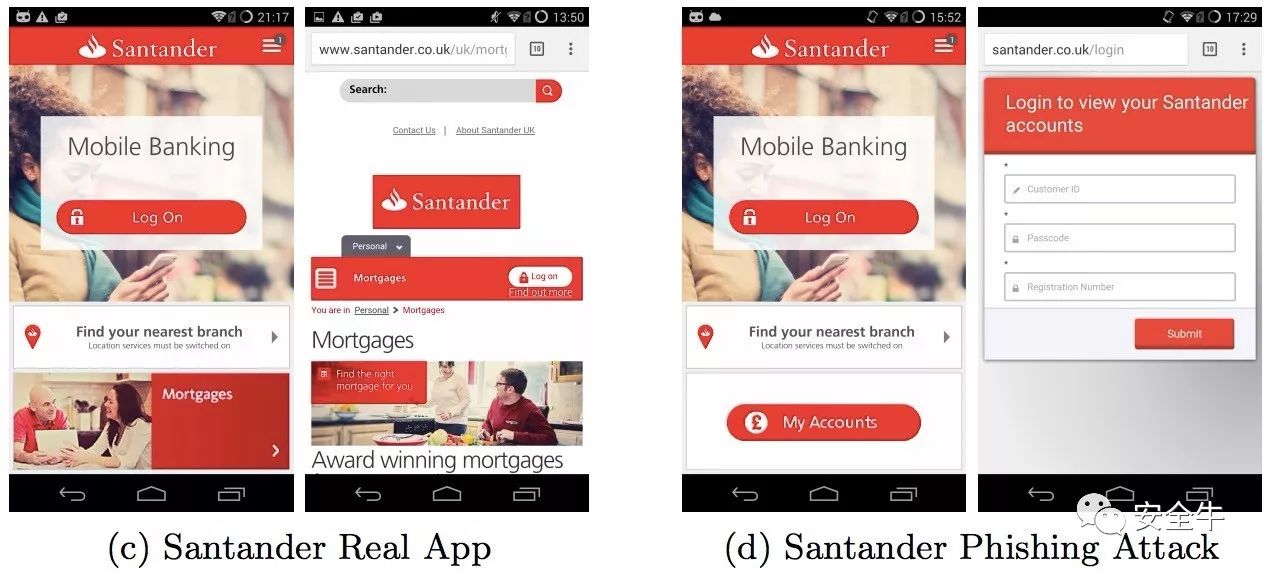 21:17
Santander
1
Mobile Banking
Log On
Find your nearest branch
Location services must be switched on
Mortgages
13:50
www.santander.co.uk/uk/mort
10
Search:
Contact Us | About Santander UK
Santander
Personal
Mortgages
Log on
Find out more
You are in Personal > Mortgages
Mortgages
Find the right
mortgage for you
Award winning mortgages
(c) Santander Real App
15:52
Santander
1
Mobile Banking
Log On
Find your nearest branch
Location services must be switched on
£ My Accounts
17:29
santander.co.uk/login
10
Login to view your Santander
accounts
*
Customer ID
*
Passcode
*
Registration Number
Submit
安全牛
(d) Santander Phishing Attack